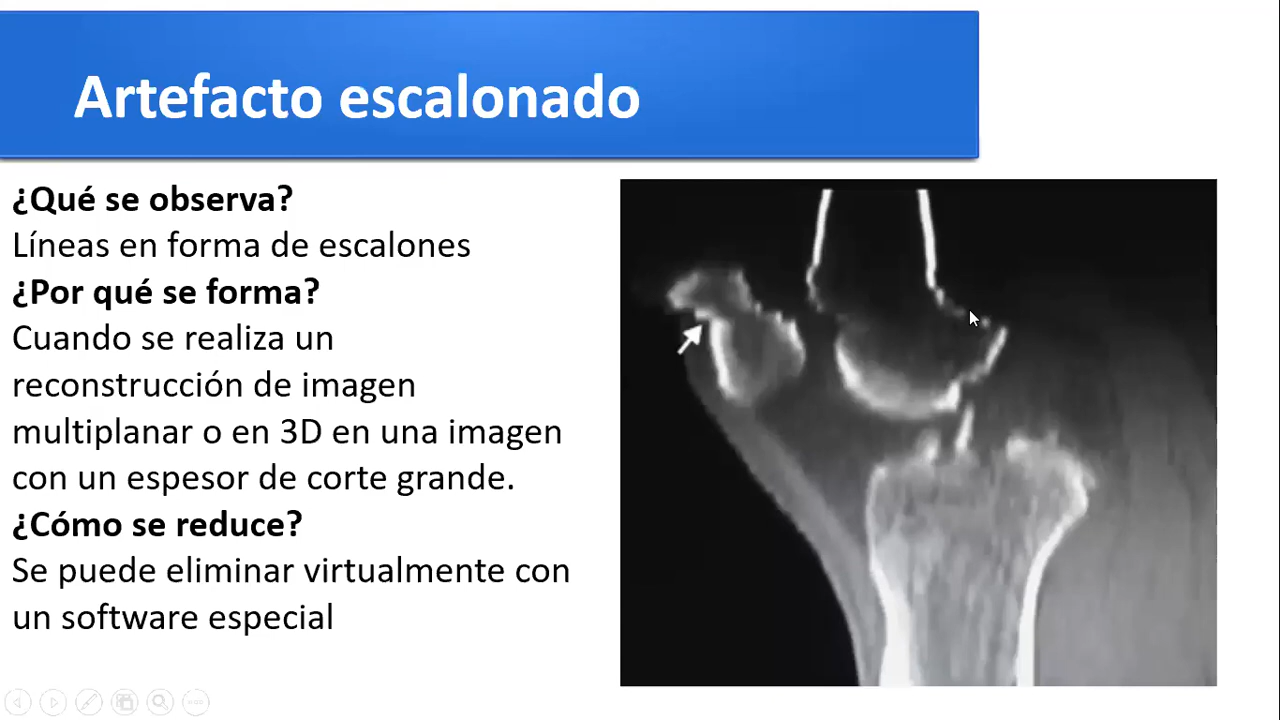 Artefacto escalonado
¿Qué se observa?
Líneas en forma de escalones
¿Por qué se forma?
Cuando se realiza un
reconstrucción de imagen
multiplanar o en 3D en una imagen
con un espesor de corte grande.
¿Cómo se reduce?
Se puede eliminar virtualmente con
un software especial